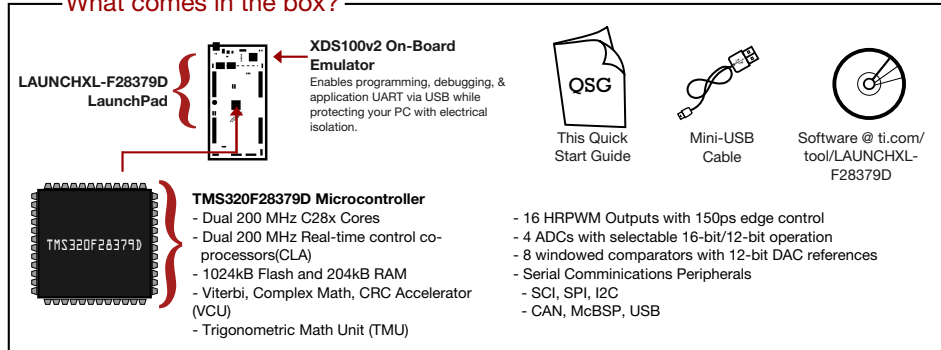 What comes in the box?
LAUNCHXL-F28379D
LaunchPad
XDS100v2 On-Board
Emulator
Enables programming, debugging, &
application UART via USB while
protecting your PC with electrical
isolation.
QSG
This Quick
Start Guide
Mini-USB
Cable
Software @ ti.com/
tool/LAUNCHXL-
F28379D
TMS320F28379D
TMS320F28379D Microcontroller
- Dual 200 MHz C28x Cores
- Dual 200 MHz Real-time control co-
processors(CLA)
- 1024kB Flash and 204kB RAM
- Viterbi, Complex Math, CRC Accelerator
(VCU)
- Trigonometric Math Unit (TMU)
- 16 HRPWM Outputs with 150ps edge control
- 4 ADCs with selectable 16-bit/12-bit operation
- 8 windowed comparators with 12-bit DAC references
- Serial Comminications Peripherals
- SCI, SPI, I2C
- CAN, McBSP, USB